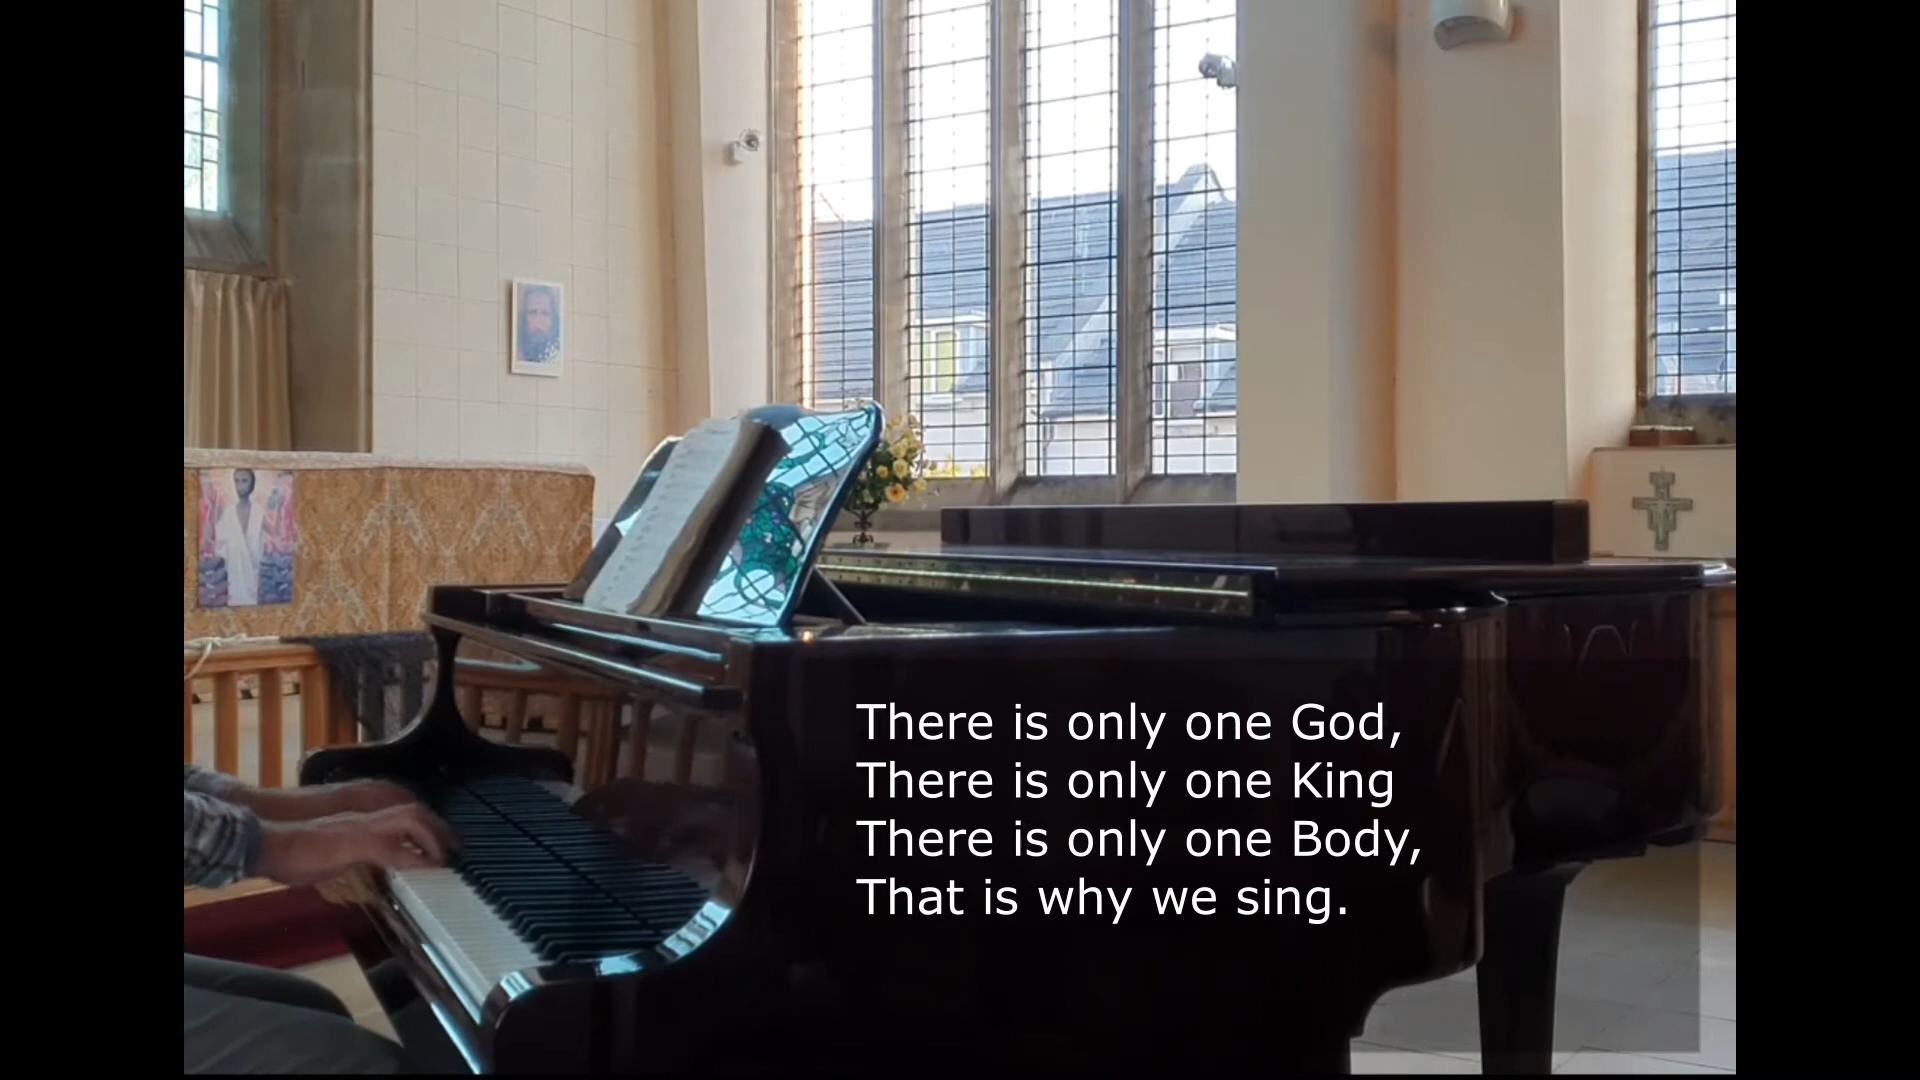 There is only one God,
There is only one King
There is only one Body,
That is why we sing.